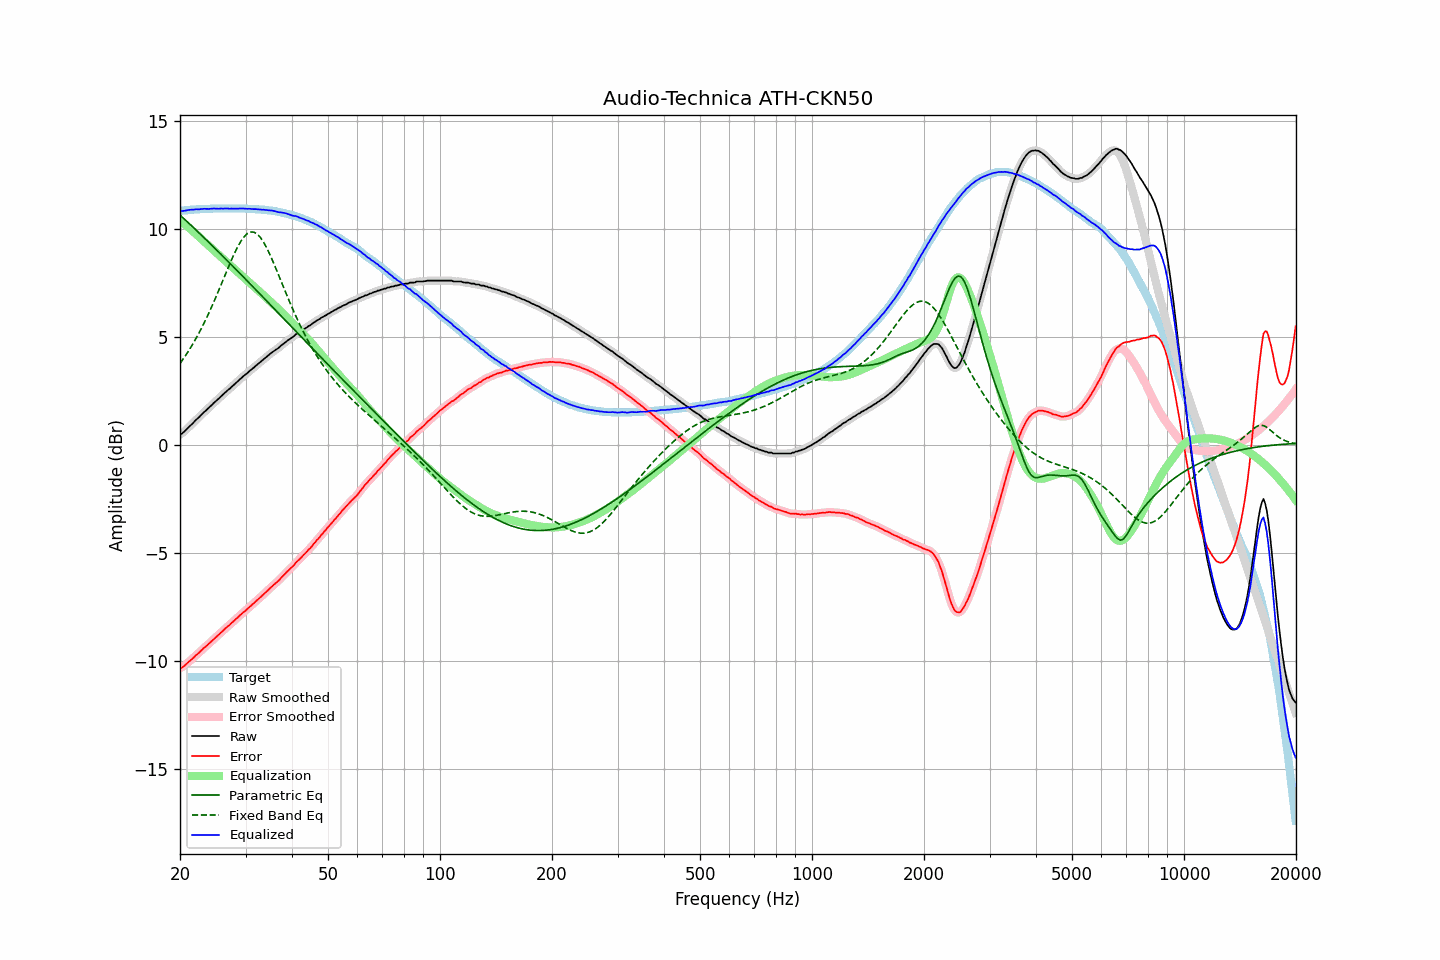 Audio-Technica ATH-CKN50
15
10
5
0
−5
−10
−15
Amplitude (dBr)
Target
Raw Smoothed
Error Smoothed
Raw
Error
Equalization
Parametric Eq
Fixed Band Eq
Equalized
20 50 100 200 500 1000 2000 5000 10000 20000
Frequency (Hz)